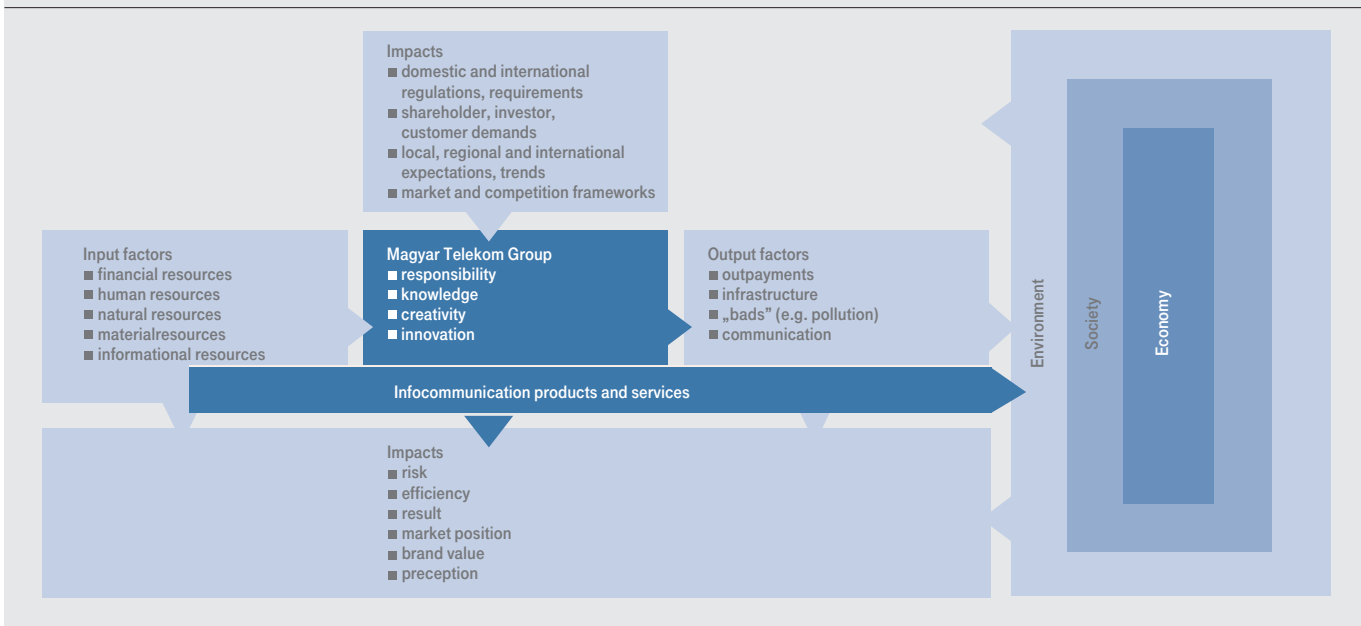 Impacts
domestic and international
regulations, requirements
shareholder, investor,
customer demands
local, regional and international
expectations, trends
market and competition frameworks
Input factors
financial resources
human resources
natural resources
materialresources
informational resources
Magyar Telekom Group
responsibility
knowledge
creativity
innovation
Output factors
outpayments
infrastructure
„bads” (e.g. pollution)
communication
Infocommunication products and services
Impacts
risk
efficiency
result
market position
brand value
preception
Environment
Society
Economy